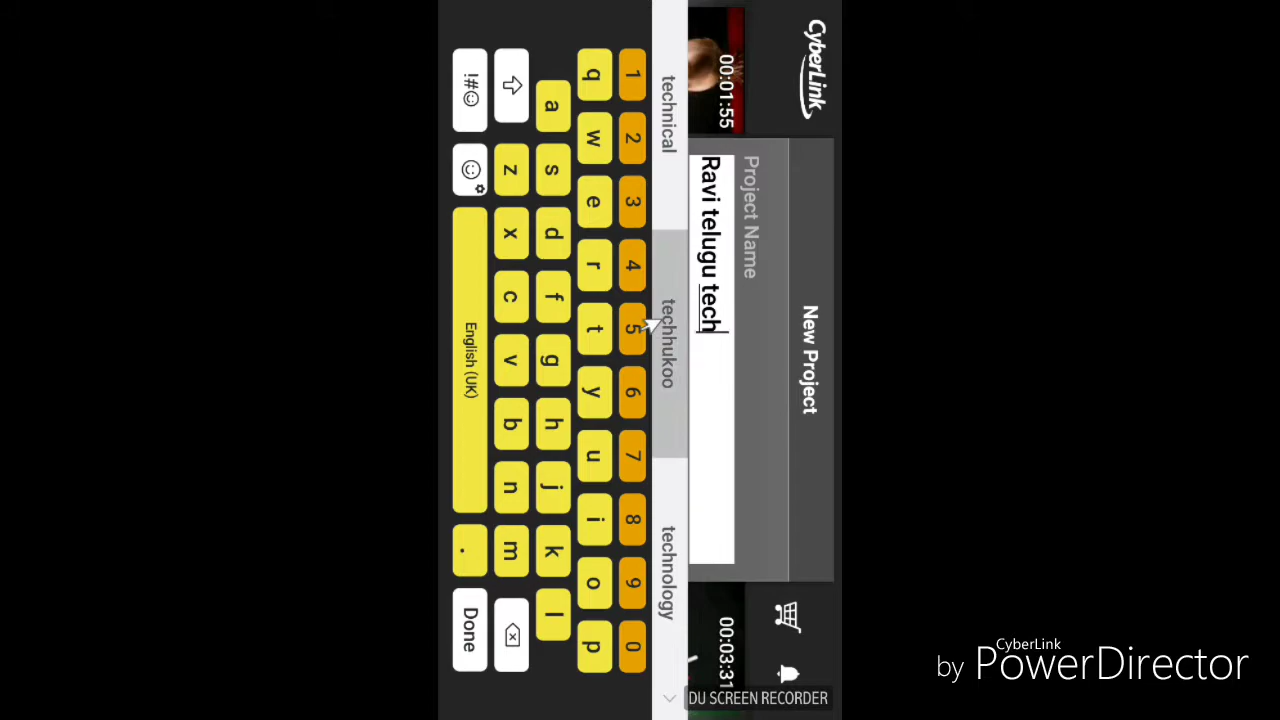 CyberLink
00:01:55
00:03:31
New Project
Project Name
Ravi telugu tech
technical techhukoo technology
1 2 3 4 5 6 7 8 9 0
q w e r t y u i o p
a s d f g h j k l
z x c v b n m
!#☺ English (UK) . Done
DU SCREEN RECORDER
by CyberLink PowerDirector